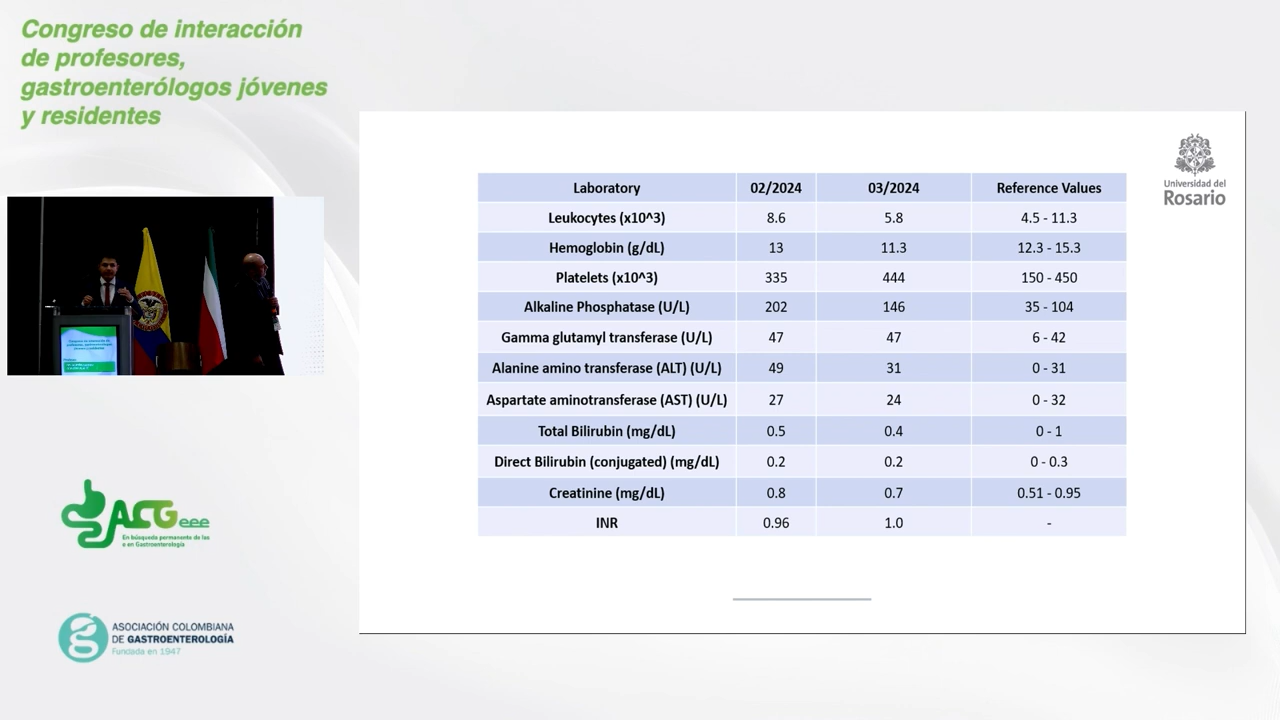 Congreso de interacción
de profesores,
gastroenterólogos jóvenes
y residentes
Universidad del
Rosario
Laboratory 02/2024 03/2024 Reference Values
Leukocytes (x10^3) 8.6 5.8 4.5 - 11.3
Hemoglobin (g/dL) 13 11.3 12.3 - 15.3
Platelets (x10^3) 335 444 150 - 450
Alkaline Phosphatase (U/L) 202 146 35 - 104
Gamma glutamyl transferase (U/L) 47 47 6 - 42
Alanine amino transferase (ALT) (U/L) 49 31 0 - 31
Aspartate aminotransferase (AST) (U/L) 27 24 0 - 32
Total Bilirubin (mg/dL) 0.5 0.4 0 - 1
Direct Bilirubin (conjugated) (mg/dL) 0.2 0.2 0 - 0.3
Creatinine (mg/dL) 0.8 0.7 0.51 - 0.95
INR 0.96 1.0 -
ACG eee
En búsqueda permanente de las
e en Gastroenterología
ASOCIACIÓN COLOMBIANA
DE GASTROENTEROLOGÍA
Fundada en 1947